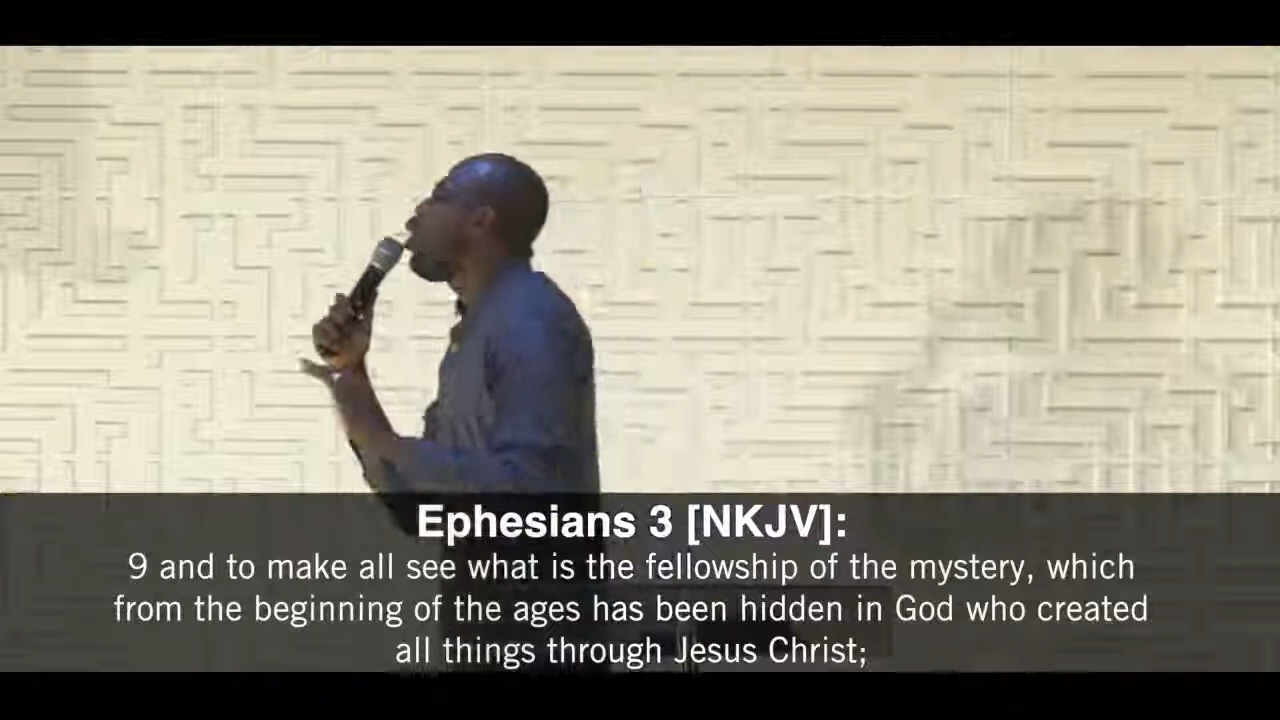 Ephesians 3 [NKJV]:
9 and to make all see what is the fellowship of the mystery, which
from the beginning of the ages has been hidden in God who created
all things through Jesus Christ;